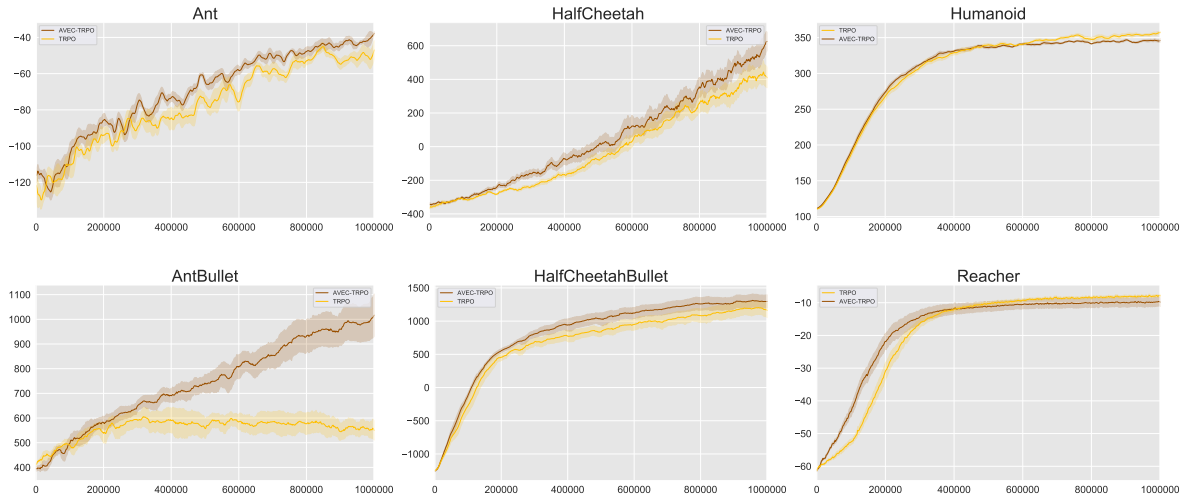 Ant
AVEC-TRPO
TRPO
−40
−60
−80
−100
−120
0 200000 400000 600000 800000 1000000
HalfCheetah
AVEC-TRPO
TRPO
600
400
200
0
−200
−400
0 200000 400000 600000 800000 1000000
Humanoid
TRPO
AVEC-TRPO
350
300
250
200
150
100
0 200000 400000 600000 800000 1000000
AntBullet
AVEC-TRPO
TRPO
1100
1000
900
800
700
600
500
400
0 200000 400000 600000 800000 1000000
HalfCheetahBullet
AVEC-TRPO
TRPO
1500
1000
500
0
−500
−1000
0 200000 400000 600000 800000 1000000
Reacher
TRPO
AVEC-TRPO
−10
−20
−30
−40
−50
−60
0 200000 400000 600000 800000 1000000